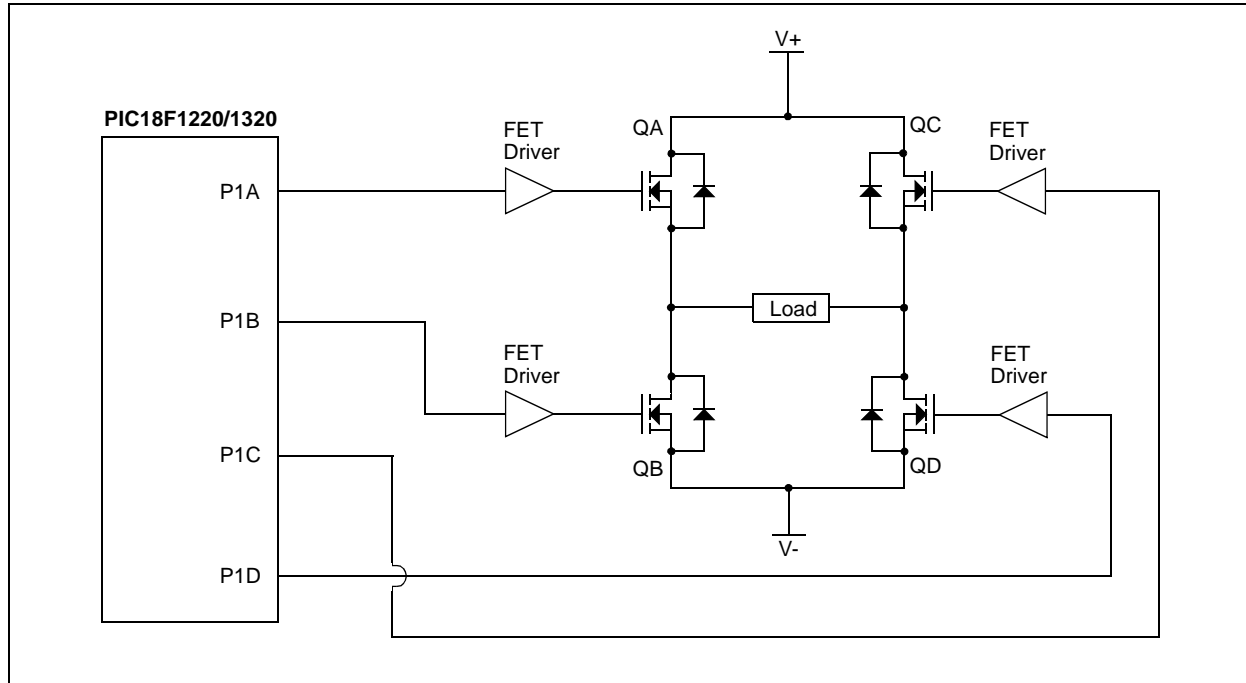 V+
PIC18F1220/1320
FET
Driver
QA
QC
FET
Driver
P1A
Load
P1B
FET
Driver
FET
Driver
P1C
QB
QD
V-
P1D